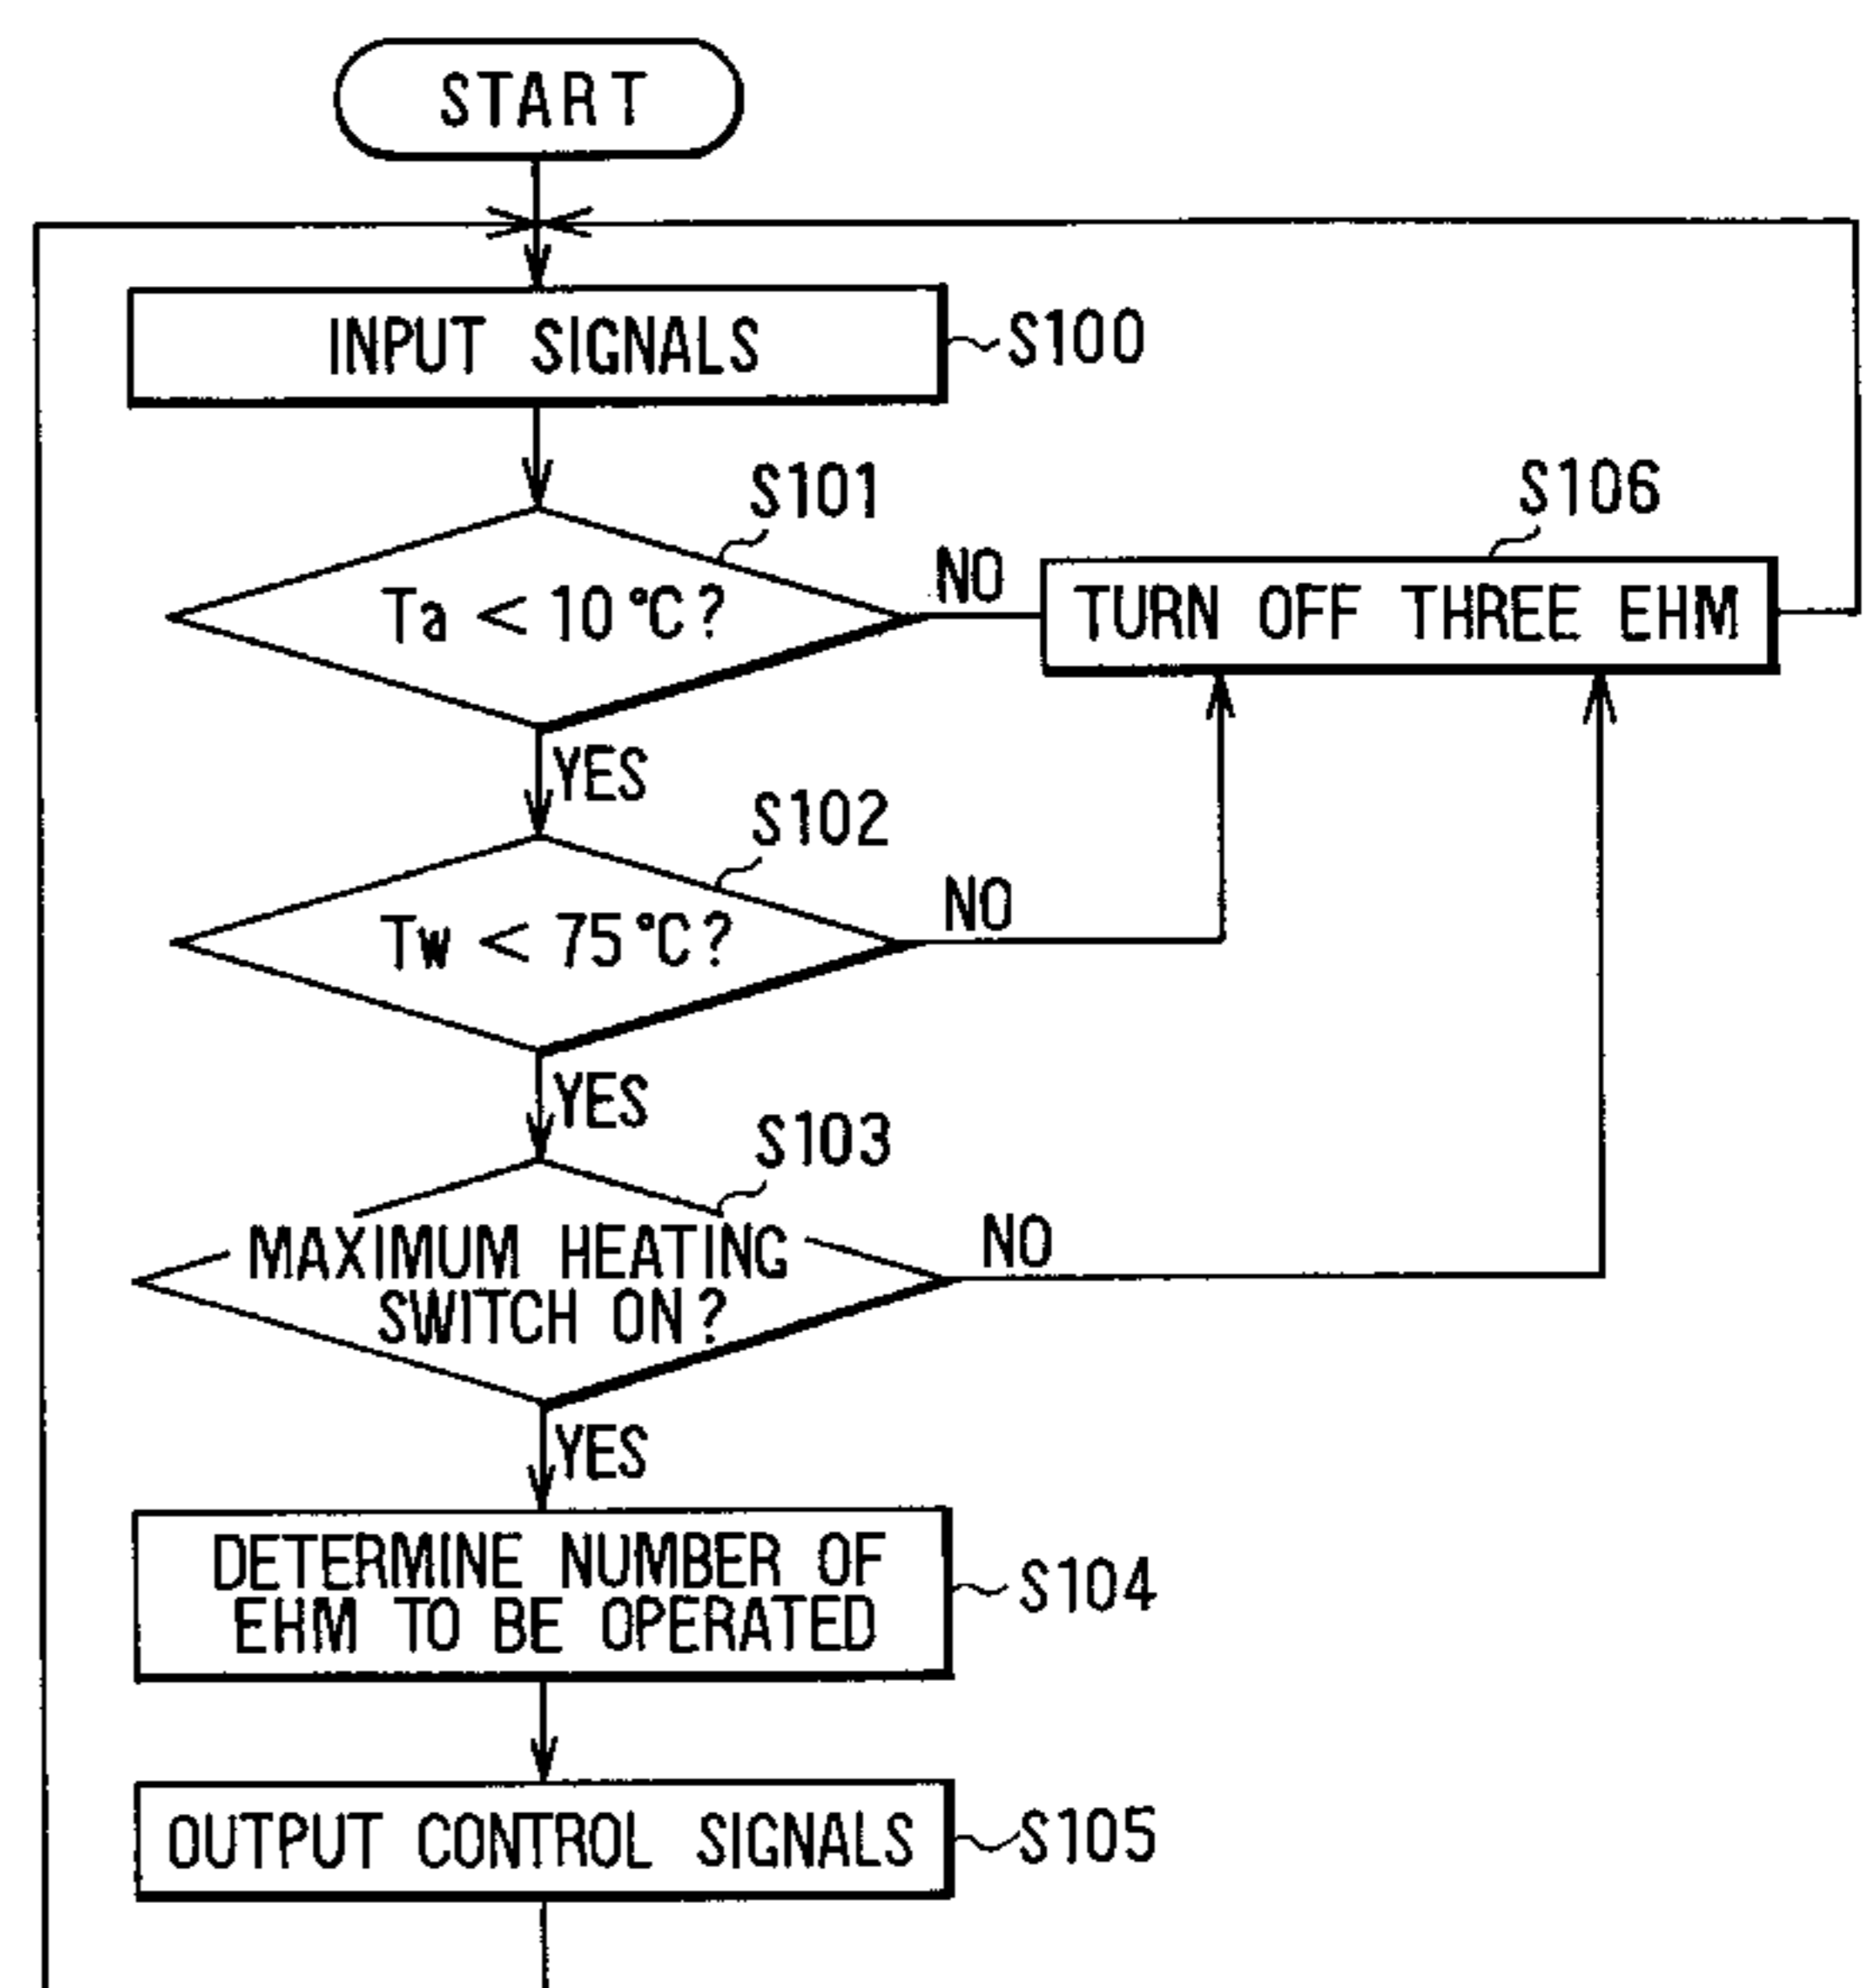 START
INPUT SIGNALS
S100
S101
Ta < 10°C?
NO
S106
TURN OFF THREE EHM
YES
S102
Tw < 75°C?
NO
YES
S103
MAXIMUM HEATING
SWITCH ON?
NO
YES
DETERMINE NUMBER OF
EHM TO BE OPERATED
S104
OUTPUT CONTROL SIGNALS
S105